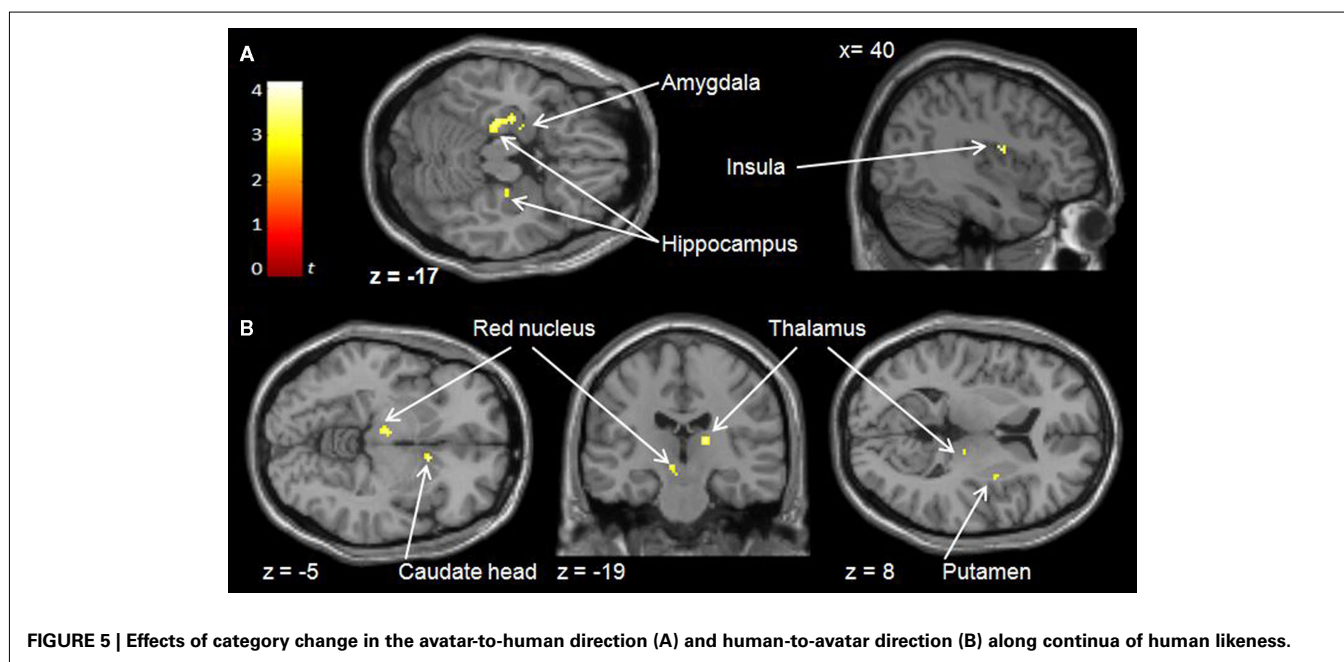 A
4
3
2
1
0 t
Amygdala
x= 40
Insula
Hippocampus
z = -17
B
Red nucleus
Thalamus
z = -5
Caudate head
z = -19
z = 8
Putamen
FIGURE 5 | Effects of category change in the avatar-to-human direction (A) and human-to-avatar direction (B) along continua of human likeness.